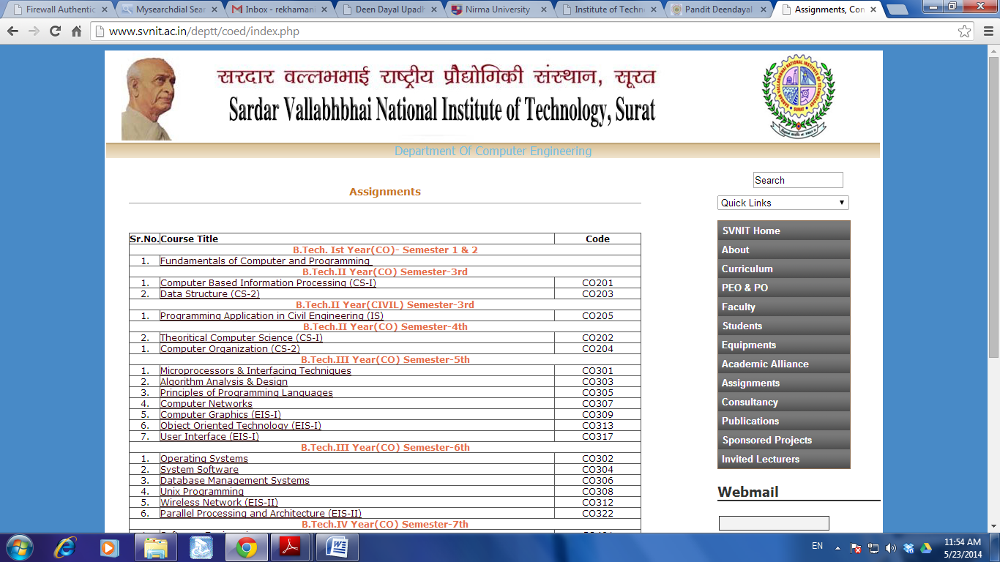 Firewall Authentic
Mysearchdial Sear
Inbox - rekhamani
Deen Dayal Upadh
Nirma University
Institute of Techn
Pandit Deendayal
Assignments, Con
www.svnit.ac.in/deptt/coed/index.php
सरदार वल्लभभाई राष्ट्रीय प्रौद्योगिकी संस्थान, सूरत
Sardar Vallabhbhai National Institute of Technology, Surat
Department Of Computer Engineering
Assignments
Sr.No. Course Title Code
B.Tech. Ist Year(CO)- Semester 1 & 2
1. Fundamentals of Computer and Programming
B.Tech.II Year(CO) Semester-3rd
1. Computer Based Information Processing (CS-I) CO201
2. Data Structure (CS-2) CO203
B.Tech.II Year(CIVIL) Semester-3rd
1. Programming Application in Civil Engineering (IS) CO205
B.Tech.II Year(CO) Semester-4th
2. Theoritical Computer Science (CS-I) CO202
1. Computer Organization (CS-2) CO204
B.Tech.III Year(CO) Semester-5th
1. Microprocessors & Interfacing Techniques CO301
2. Algorithm Analysis & Design CO303
3. Principles of Programming Languages CO305
4. Computer Networks CO307
5. Computer Graphics (EIS-I) CO309
6. Object Oriented Technology (EIS-I) CO313
7. User Interface (EIS-I) CO317
B.Tech.III Year(CO) Semester-6th
1. Operating Systems CO302
2. System Software CO304
3. Database Management Systems CO306
4. Unix Programming CO308
5. Wireless Network (EIS-II) CO312
6. Parallel Processing and Architecture (EIS-II) CO322
B.Tech.IV Year(CO) Semester-7th
Search
Quick Links
SVNIT Home
About
Curriculum
PEO & PO
Faculty
Students
Equipments
Academic Alliance
Assignments
Consultancy
Publications
Sponsored Projects
Invited Lecturers
Webmail
EN
11:54 AM
5/23/2014